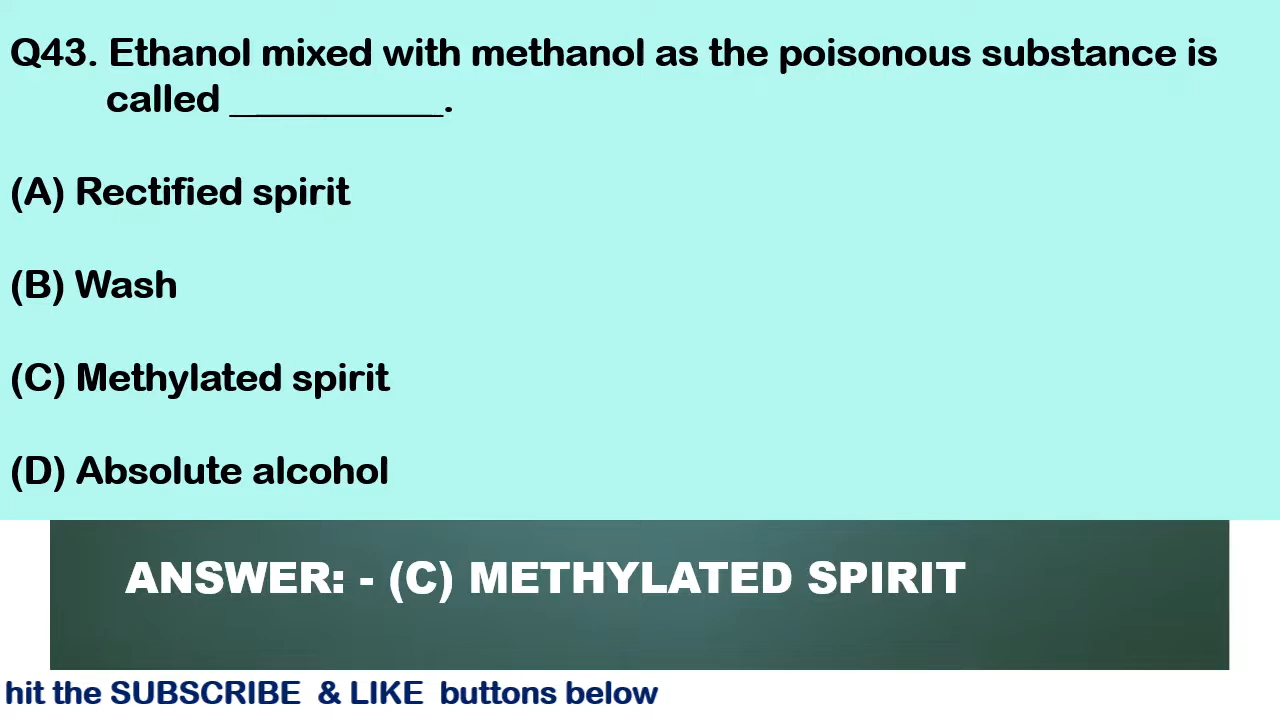 Q43. Ethanol mixed with methanol as the poisonous substance is
called ___________.
(A) Rectified spirit
(B) Wash
(C) Methylated spirit
(D) Absolute alcohol
ANSWER: - (C) METHYLATED SPIRIT
hit the SUBSCRIBE & LIKE buttons below